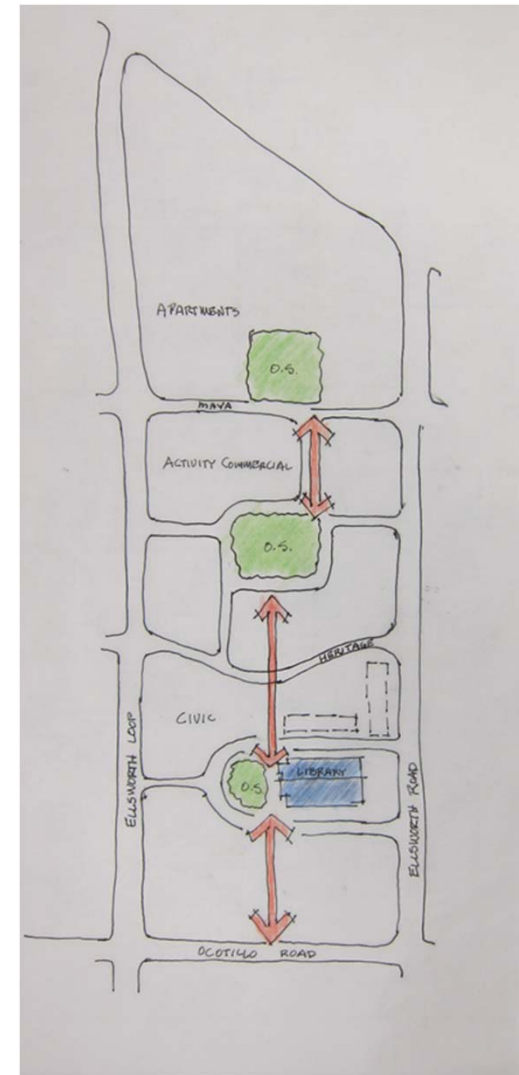 APARTMENTS
O.S.
MAYA
ACTIVITY COMMERCIAL
O.S.
HERITAGE
CIVIC
ELLSWORTH LOOP
O.S.
LIBRARY
ELLSWORTH ROAD
OCOTILLO ROAD